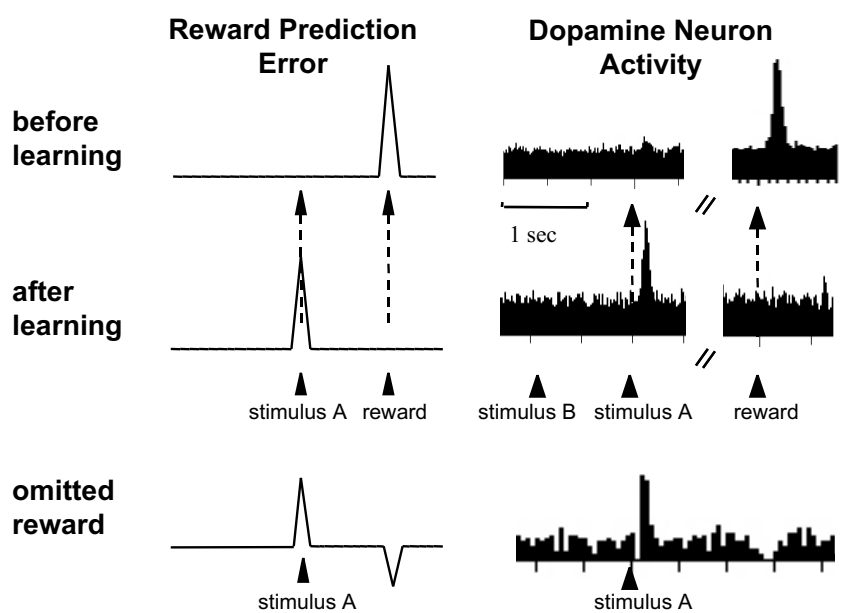 Reward Prediction
Error
Dopamine Neuron
Activity
before
learning
1 sec
//
after
learning
//
stimulus A
reward
stimulus B
stimulus A
reward
omitted
reward
stimulus A
stimulus A